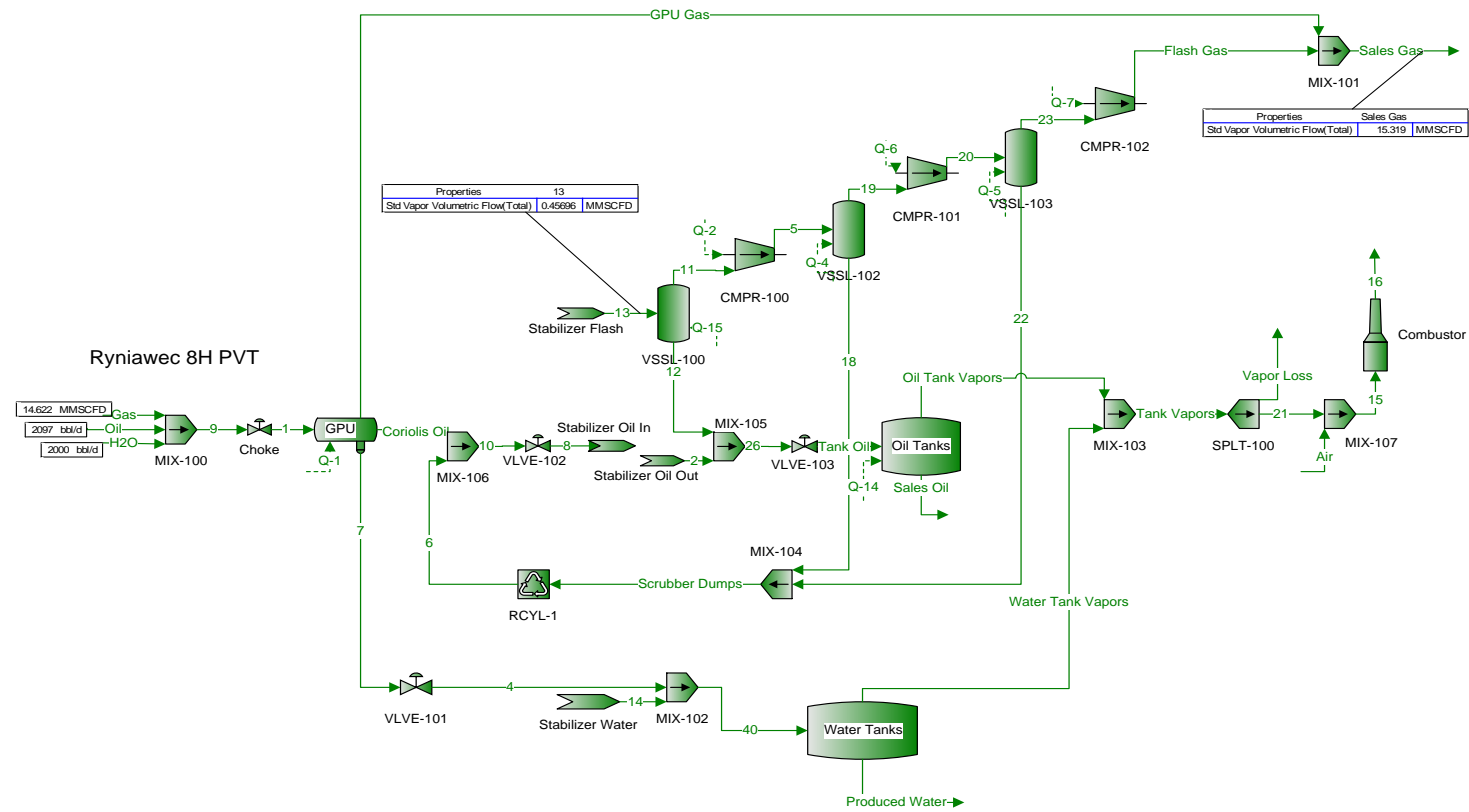 GPU Gas
Flash Gas
Sales Gas
MIX-101
Q-7
CMPR-102
Properties Sales Gas
Std Vapor Volumetric Flow(Total) 15.319 MMSCFD
23
Q-6
20
CMPR-101
Q-5
VSSL-103
19
Properties 13
Std Vapor Volumetric Flow(Total) 0.45696 MMSCFD
Q-2
5
Q-4
VSSL-102
11
CMPR-100
13
Stabilizer Flash
Q-15
VSSL-100
12
18
22
16
Combustor
15
Ryniawec 8H PVT
14.622 MMSCFD Gas
2097 bbl/d Oil
2000 bbl/d H2O
MIX-100
9
Choke
1
GPU
Q-1
Coriolis Oil
MIX-106
10
VLVE-102
8
Stabilizer Oil In
Stabilizer Oil Out
2
MIX-105
26
VLVE-103
Tank Oil
Q-14
Oil Tanks
Sales Oil
Oil Tank Vapors
MIX-103
Tank Vapors
Vapor Loss
SPLT-100
21
Air
MIX-107
7
6
RCYL-1
Scrubber Dumps
MIX-104
Water Tank Vapors
VLVE-101
4
Stabilizer Water
14
MIX-102
40
Water Tanks
Produced Water